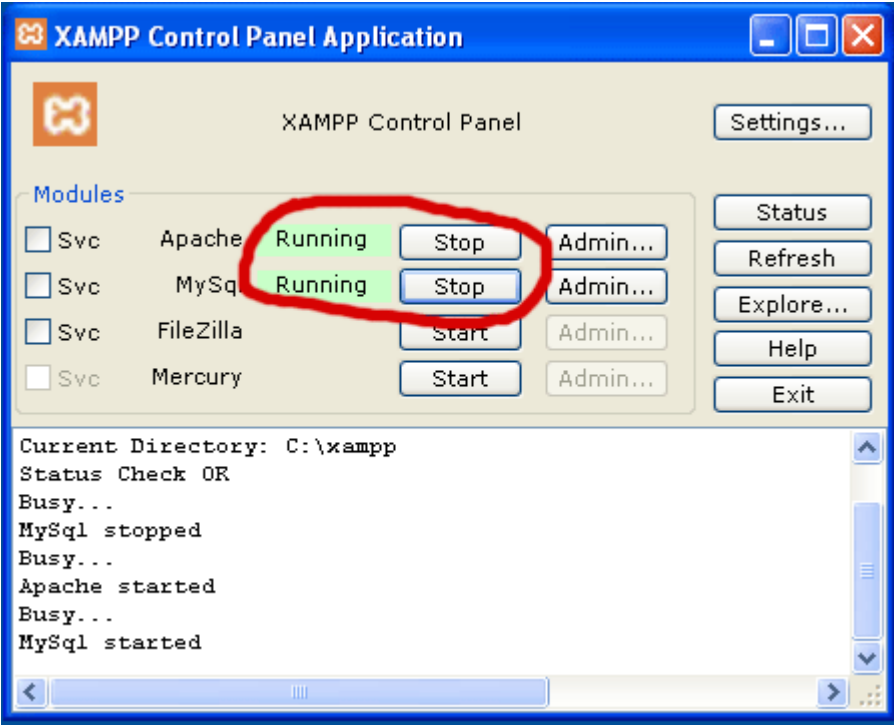 XAMPP Control Panel Application
XAMPP Control Panel
Settings...
Modules
Svc Apache Running Stop Admin...
Svc MySql Running Stop Admin...
Svc FileZilla Start Admin...
Svc Mercury Start Admin...
Status
Refresh
Explore...
Help
Exit
Current Directory: C:\xampp
Status Check OK
Busy...
MySql stopped
Busy...
Apache started
Busy...
MySql started